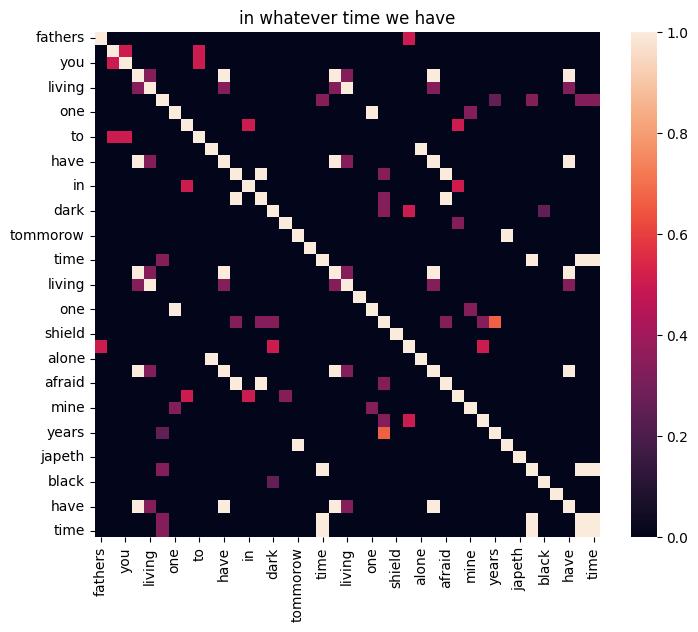 in whatever time we have
fathers
you
living
one
to
have
in
dark
tommorow
time
living
one
shield
alone
afraid
mine
years
japeth
black
have
time
fathers
you
living
one
to
have
in
dark
tommorow
time
living
one
shield
alone
afraid
mine
years
japeth
black
have
time
1.0
0.8
0.6
0.4
0.2
0.0